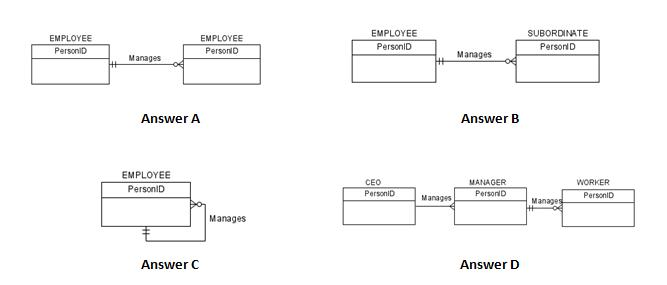 EMPLOYEE EMPLOYEE
PersonID PersonID
Manages
Answer A
EMPLOYEE SUBORDINATE
PersonID PersonID
Manages
Answer B
EMPLOYEE
PersonID
Manages
Answer C
CEO MANAGER WORKER
PersonID PersonID PersonID
Manages Manages
Answer D